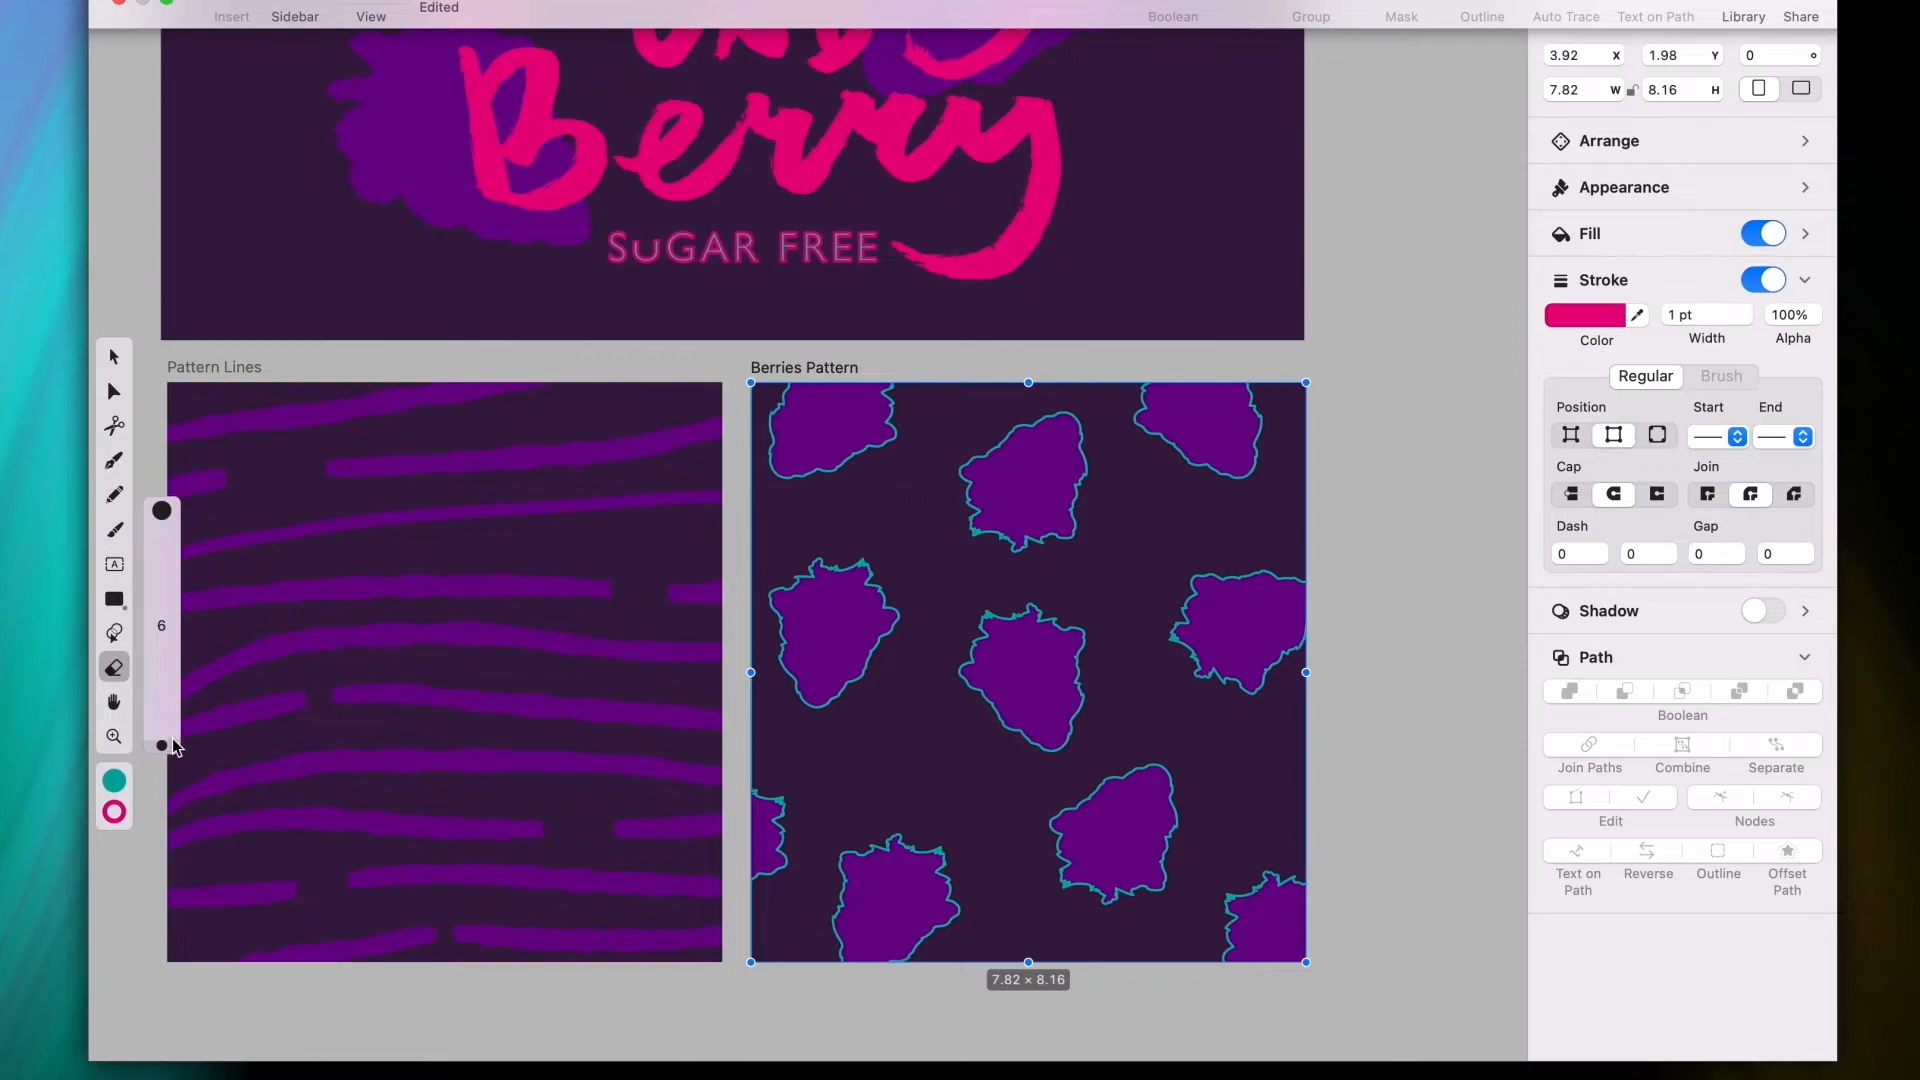 Edited
Insert
Sidebar
View
Boolean
Group
Mask
Outline
Auto Trace
Text on Path
Library
Share
Berry
SuGAR FREE
Pattern Lines
Berries Pattern
6
7.82 × 8.16
3.92 X
1.98 Y
0 °
7.82 W
8.16 H
Arrange
Appearance
Fill
Stroke
1 pt
100%
Color
Width
Alpha
Regular
Brush
Position
Start
End
Cap
Join
Dash
Gap
0
0
0
0
Shadow
Path
Boolean
Join Paths
Combine
Separate
Edit
Nodes
Text on
Path
Reverse
Outline
Offset
Path